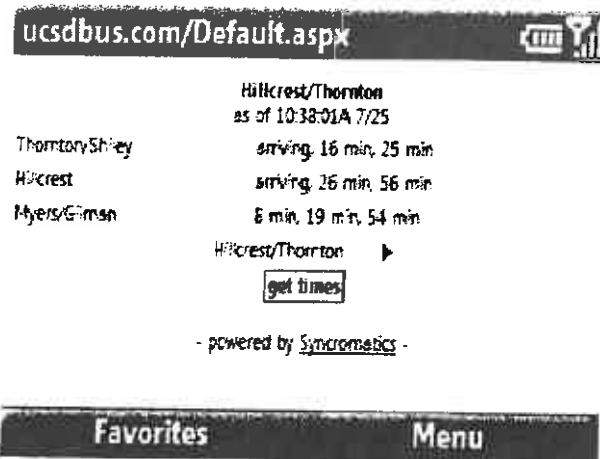 ucsdbus.com/Default.aspx
Hillcrest/Thornton
as of 10:38:01A 7/25
Thornton/Shiley arriving, 16 min, 25 min
Hillcrest arriving, 26 min, 56 min
Myers/Gilman 8 min, 19 min, 54 min
Hillcrest/Thornton
get times
- powered by Syncromatics -
Favorites Menu